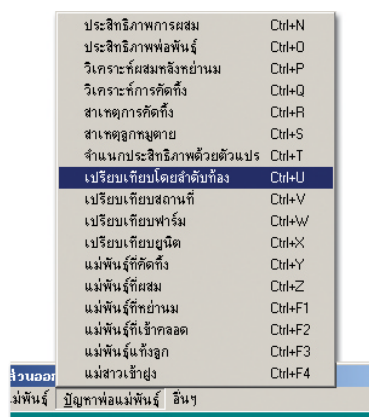 ประสิทธิภาพการผสม Ctrl+N
ประสิทธิภาพพ่อพันธุ์ Ctrl+O
วิเคราะห์ผสมหลังหย่านม Ctrl+P
วิเคราะห์การคัดทิ้ง Ctrl+Q
สาเหตุการคัดทิ้ง Ctrl+R
สาเหตุลูกหมูตาย Ctrl+S
จำแนกประสิทธิภาพด้วยตัวแปร Ctrl+T
เปรียบเทียบโดยลำดับท้อง Ctrl+U
เปรียบเทียบสถานที่ Ctrl+V
เปรียบเทียบฟาร์ม Ctrl+W
เปรียบเทียบยูนิต Ctrl+X
แม่พันธุ์ที่คัดทิ้ง Ctrl+Y
แม่พันธุ์ที่ผสม Ctrl+Z
แม่พันธุ์ที่หย่านม Ctrl+F1
แม่พันธุ์ที่เข้าคลอด Ctrl+F2
แม่พันธุ์แท้งลูก Ctrl+F3
แม่สาวเข้าฝูง Ctrl+F4
ส่วนออก
แม่พันธุ์ ปัญหาพ่อแม่พันธุ์ อื่นๆ